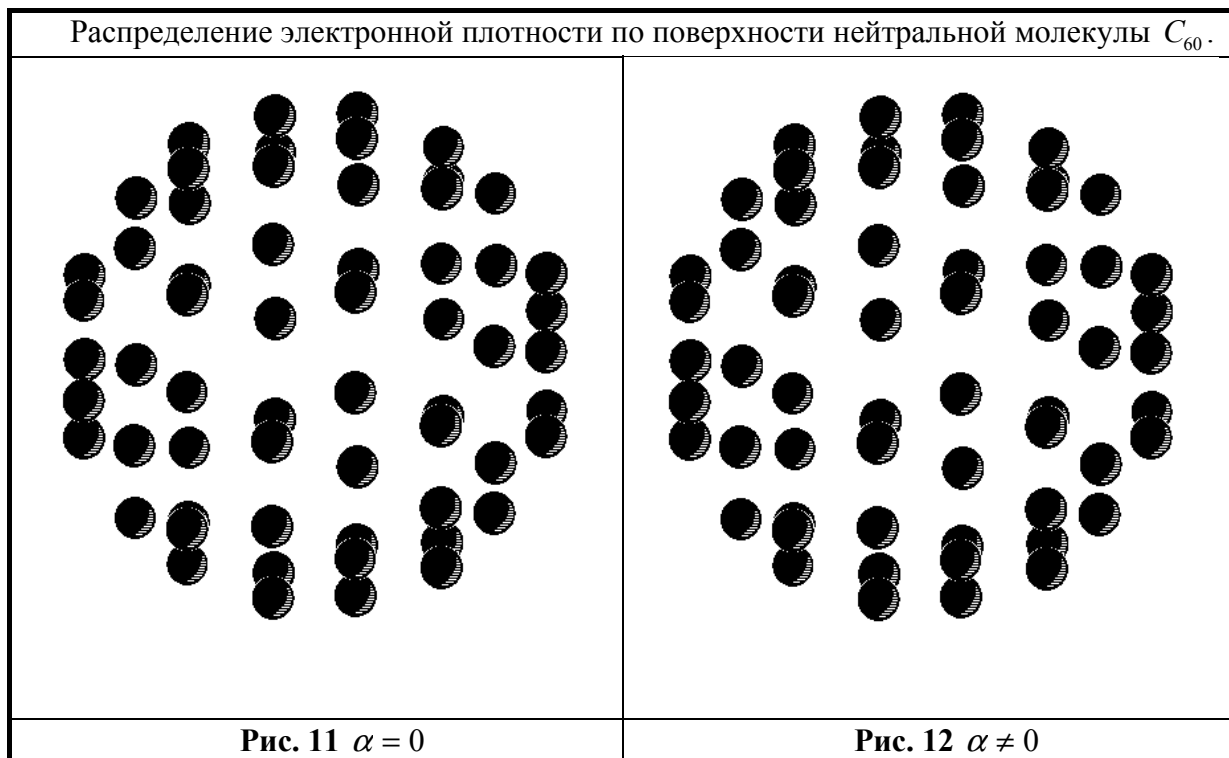 Распределение электронной плотности по поверхности нейтральной молекулы C₆₀.
Рис. 11 α = 0
Рис. 12 α ≠ 0